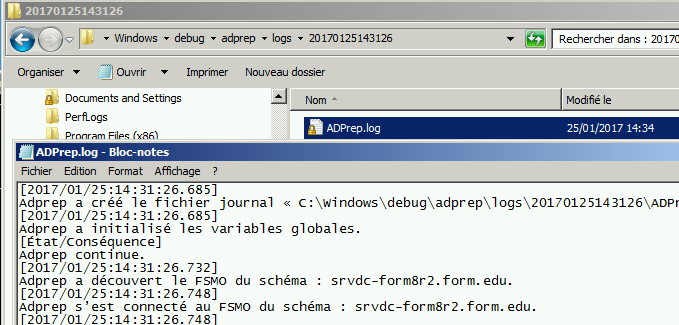 20170125143126
Windows ▸ debug ▸ adprep ▸ logs ▸ 20170125143126
Rechercher dans : 20170
Organiser Ouvrir Imprimer Nouveau dossier
Documents and Settings
PerfLogs
Program Files (x86)
Nom Modifié le
ADPrep.log 25/01/2017 14:34
ADPrep.log - Bloc-notes
Fichier Edition Format Affichage ?
[2017/01/25:14:31:26.685]
Adprep a créé le fichier journal « C:\Windows\debug\adprep\logs\20170125143126\ADPr
[2017/01/25:14:31:26.685]
Adprep a initialisé les variables globales.
[État/Conséquence]
Adprep continue.
[2017/01/25:14:31:26.732]
Adprep a découvert le FSMO du schéma : srvdc-form8r2.form.edu.
[2017/01/25:14:31:26.748]
Adprep s'est connecté au FSMO du schéma : srvdc-form8r2.form.edu.
[2017/01/25:14:31:26.748]